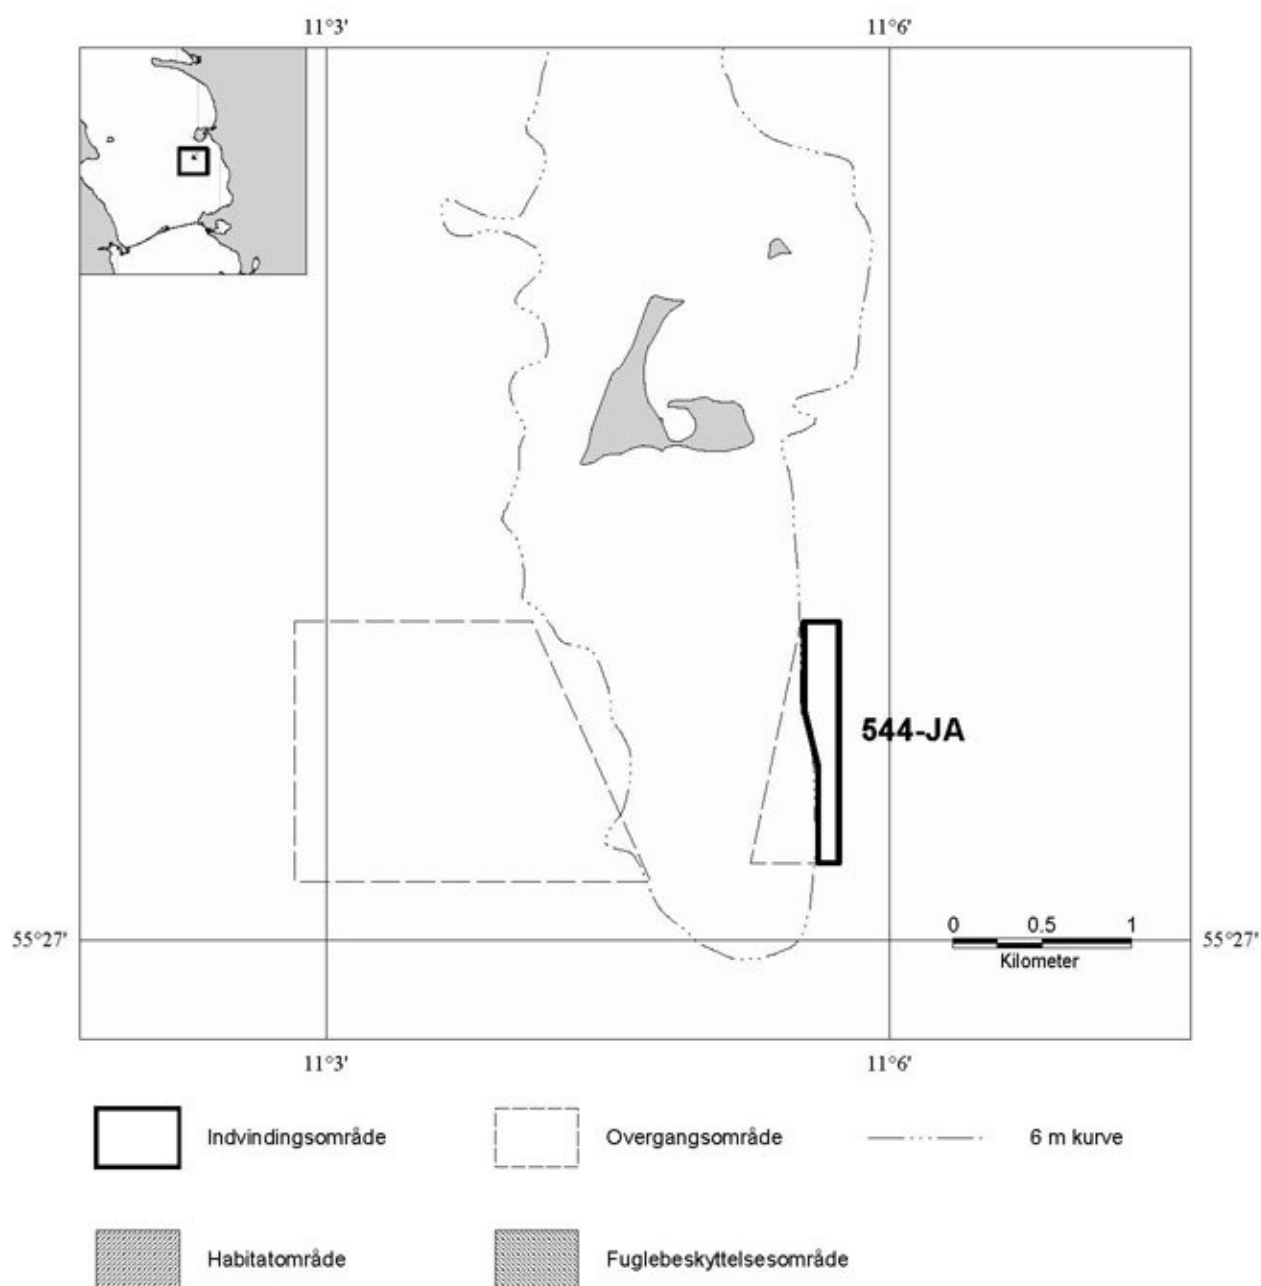 11°3' 11°6'
544-JA
0 0.5 1
55°27' 55°27'
Kilometer
11°3' 11°6'
Indvindingsområde Overgangsområde 6 m kurve
Habitatområde Fuglebeskyttelsesområde